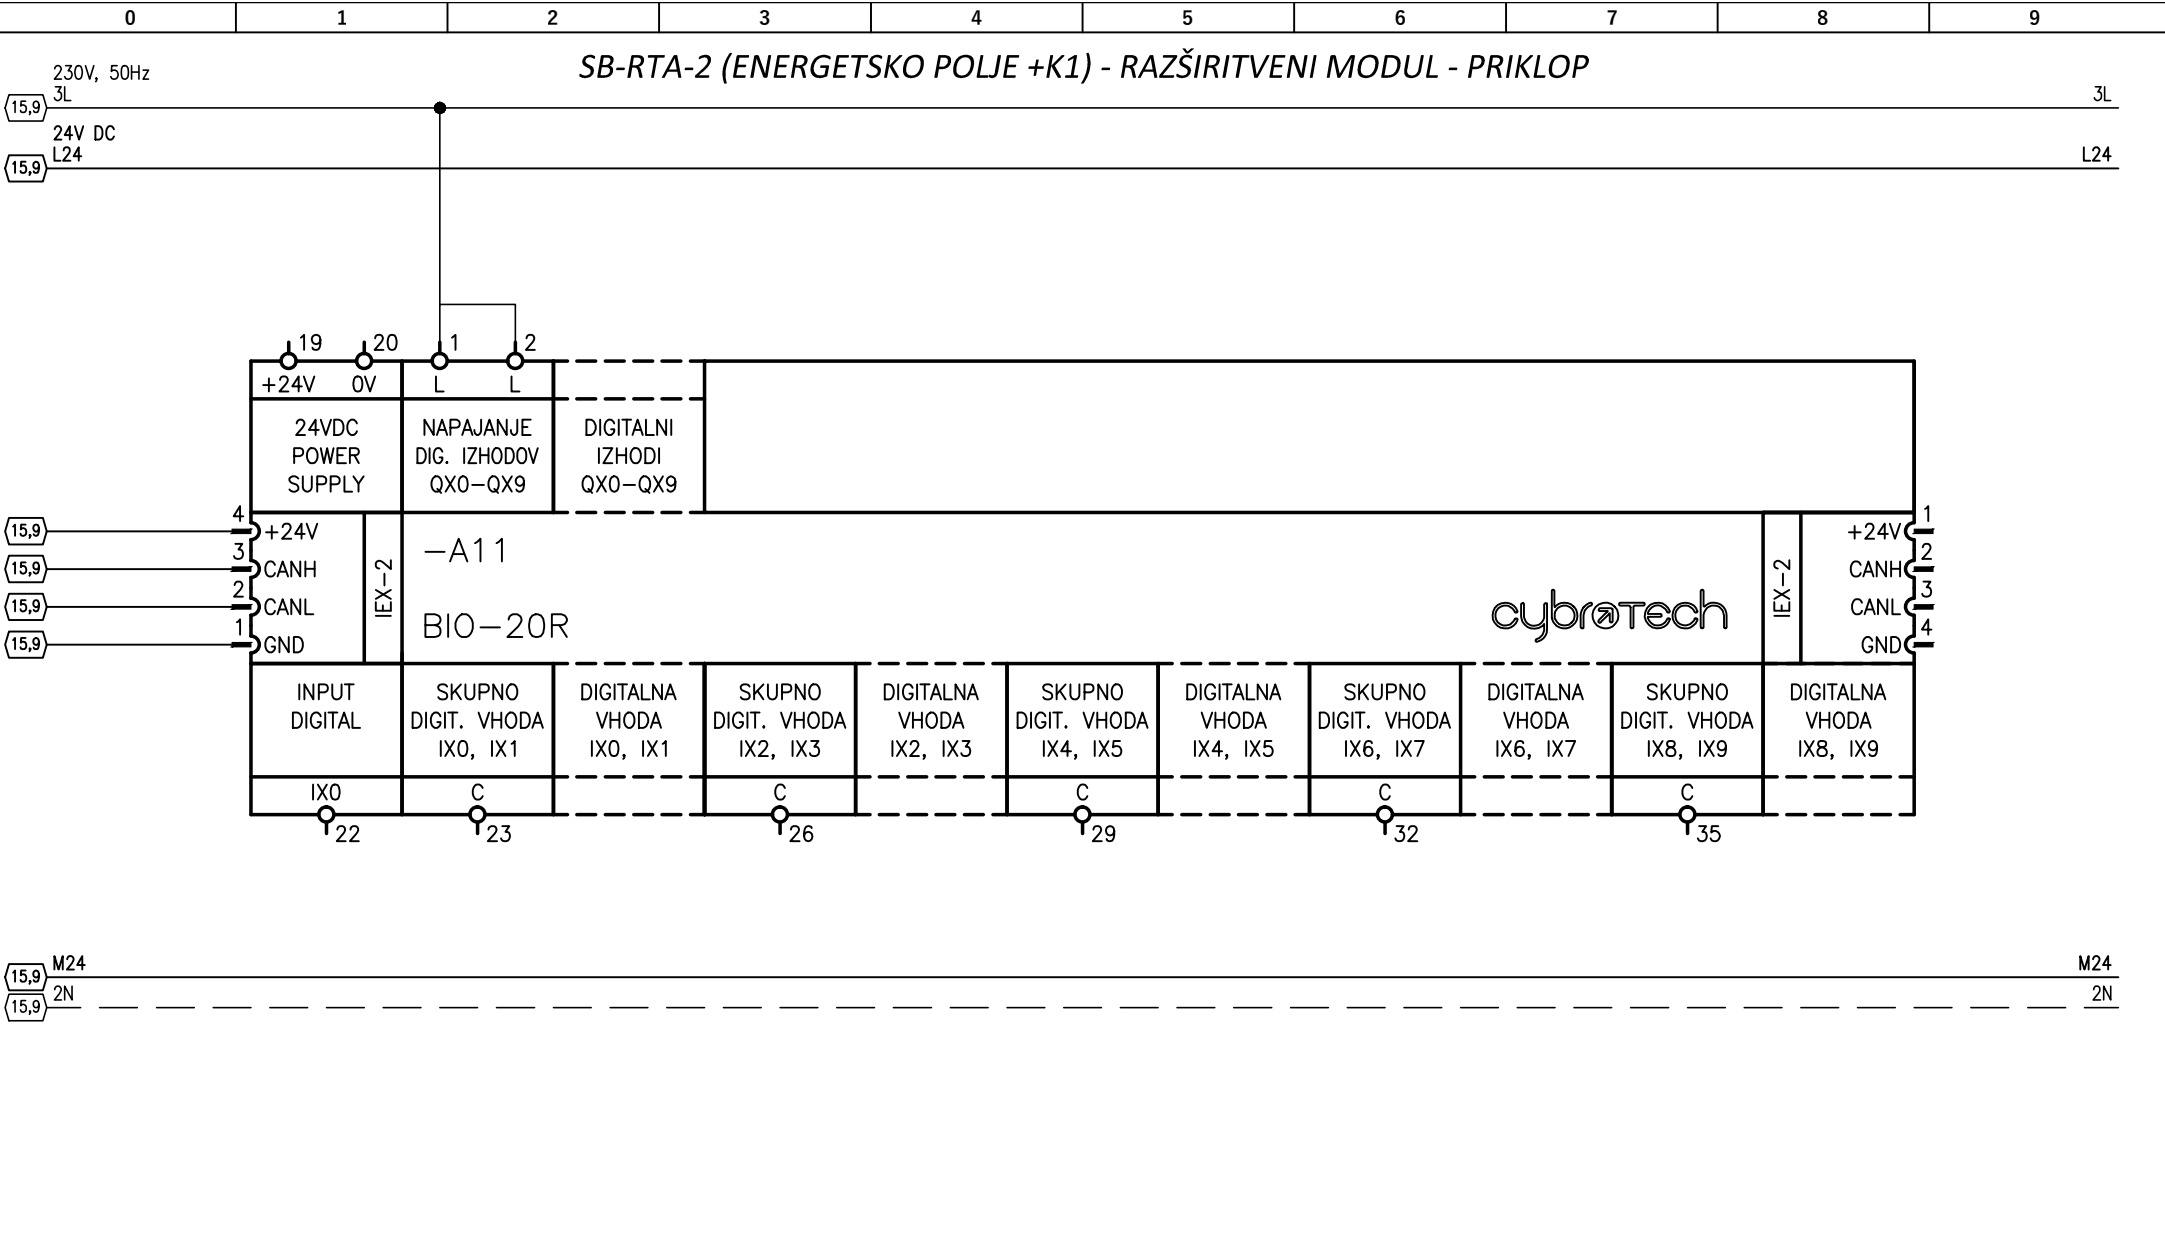 0 1 2 3 4 5 6 7 8 9
SB-RTA-2 (ENERGETSKO POLJE +K1) - RAZŠIRITVENI MODUL - PRIKLOP
230V, 50Hz
15,9 3L 3L
24V DC
15,9 L24 L24
19 20 1 2
+24V 0V L L
24VDC
POWER
SUPPLY
NAPAJANJE
DIG. IZHODOV
QX0-QX9
DIGITALNI
IZHODI
QX0-QX9
15,9 4 +24V
15,9 3 CANH
15,9 2 CANL
15,9 1 GND
IEX-2
-A11
BIO-20R
cybrotech
IEX-2
+24V 1
CANH 2
CANL 3
GND 4
INPUT
DIGITAL
SKUPNO
DIGIT. VHODA
IX0, IX1
DIGITALNA
VHODA
IX0, IX1
SKUPNO
DIGIT. VHODA
IX2, IX3
DIGITALNA
VHODA
IX2, IX3
SKUPNO
DIGIT. VHODA
IX4, IX5
DIGITALNA
VHODA
IX4, IX5
SKUPNO
DIGIT. VHODA
IX6, IX7
DIGITALNA
VHODA
IX6, IX7
SKUPNO
DIGIT. VHODA
IX8, IX9
DIGITALNA
VHODA
IX8, IX9
IX0 C C C C C
22 23 26 29 32 35
15,9 M24 M24
15,9 2N 2N